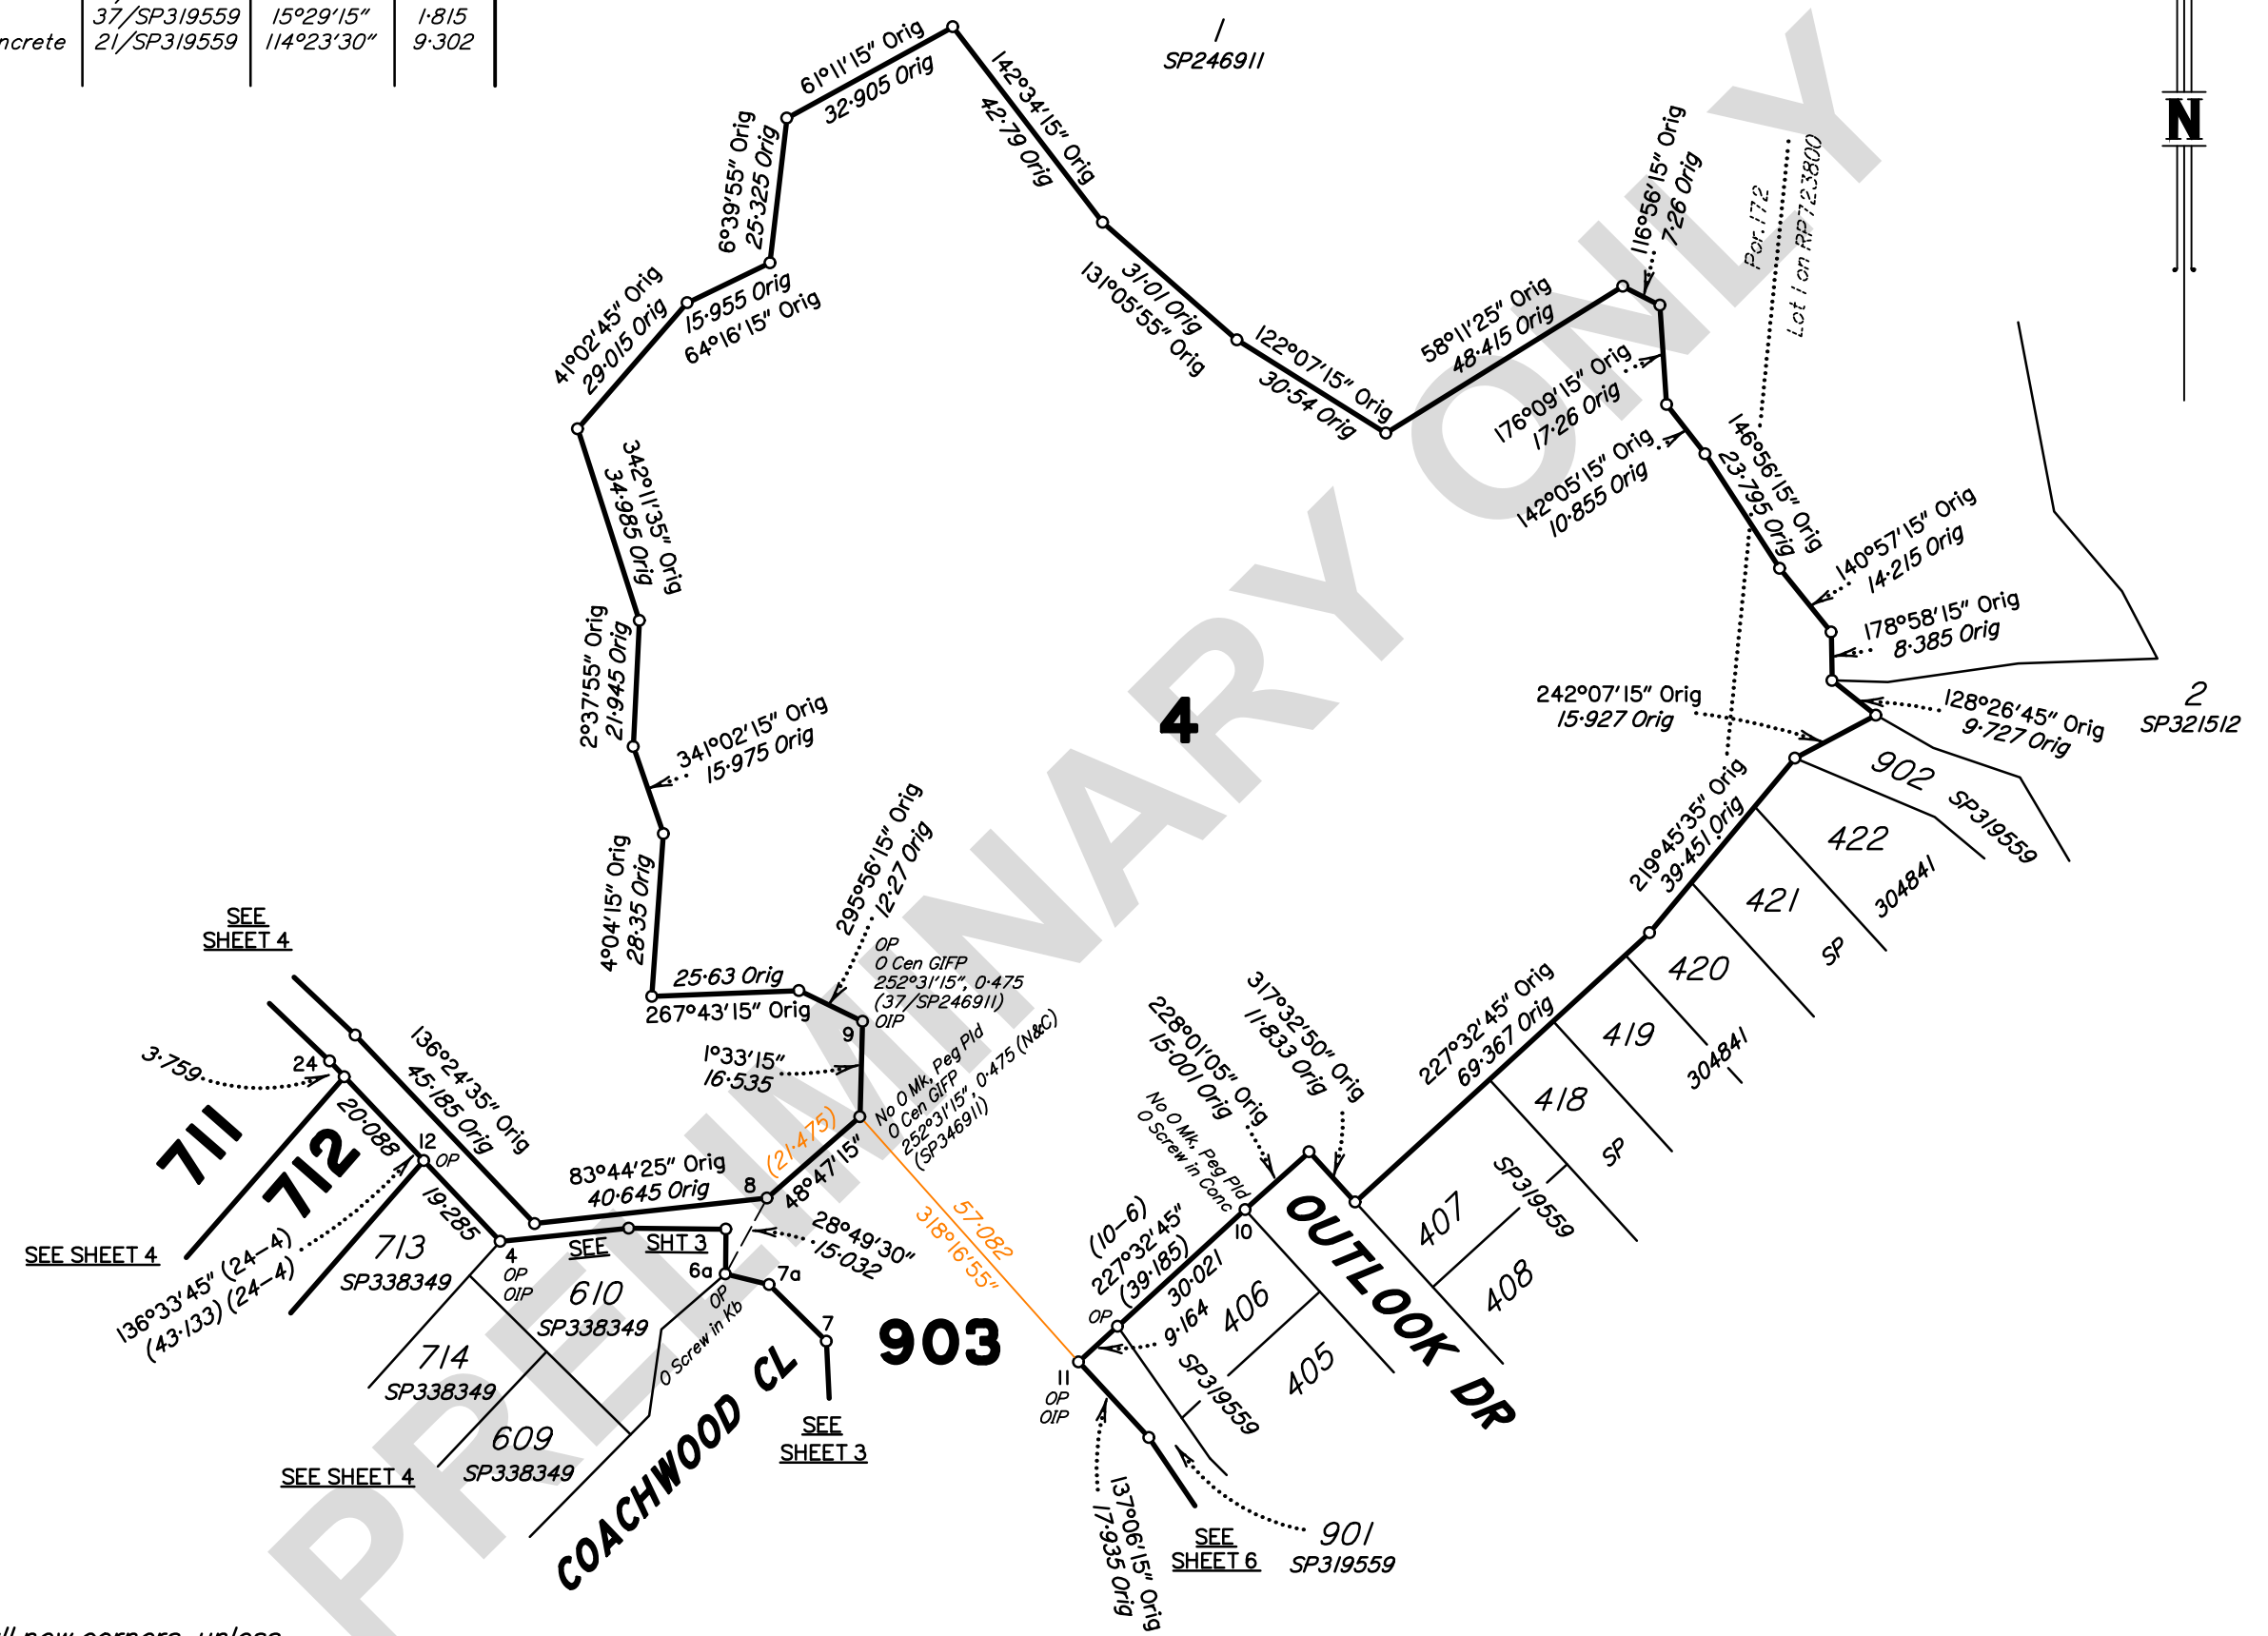 37/SP319559 15°29'15" 1·815
ncrete 21/SP319559 114°23'30" 9·302
1
SP246911
N
61°11'15" Orig
32·905 Orig
142°34'15" Orig
42·79 Orig
6°39'55" Orig
25·325 Orig
116°56'15" Orig
7·26 Orig
Por.172
Lot 1 on RP723800
41°02'45" Orig
29·015 Orig
15·955 Orig
64°16'15" Orig
31·01 Orig
131°05'55" Orig
122°07'15" Orig
30·54 Orig
58°11'25" Orig
48·415 Orig
176°09'15" Orig
17·26 Orig
142°05'15" Orig
10·855 Orig
146°56'15" Orig
23·795 Orig
342°11'35" Orig
34·985 Orig
140°57'15" Orig
14·215 Orig
178°58'15" Orig
8·385 Orig
2°37'55" Orig
21·945 Orig
341°02'15" Orig
15·975 Orig
4
242°07'15" Orig
15·927 Orig
128°26'45" Orig
9·727 Orig
2
SP321512
902
SP319559
219°45'35" Orig
39·451 Orig
422
421
304841
SP
420
419
418
304841
SP
4°04'15" Orig
28·35 Orig
295°56'15" Orig
12·27 Orig
25·63 Orig
267°43'15" Orig
OP
O Cen GIFP
252°31'15", 0·475
(37/SP246911)
OIP
9
1°33'15"
16·535
No O Mk, Peg Pld
O Cen GIFP
252°31'15", 0·475 (N&C)
(SP346911)
SEE
SHEET 4
3·759
24
136°24'35" Orig
45·185 Orig
711
712
20·088
12
OP
19·285
83°44'25" Orig
40·645 Orig
8
(21·475)
48°47'15"
57·082
318°16'55"
28°49'30"
15·032
SEE SHEET 4
136°33'45" (24–4)
(43·133) (24–4)
713
SP338349
4
OP
OIP
SEE
SHT 3
6a
7a
7
OP
O Screw in Kb
610
SP338349
714
SP338349
609
SP338349
SEE SHEET 4
COACHWOOD CL
SEE
SHEET 3
903
228°01'05" Orig
15·001 Orig
317°32'50" Orig
11·833 Orig
227°32'45" Orig
69·367 Orig
No O Mk, Peg Pld
O Screw in Conc
10
OUTLOOK DR
(10–6)
227°32'45"
(39·185)
30·021
9·164
OP
11
OP
OIP
406
405
SP319559
407
408
SP319559
137°06'15" Orig
17·935 Orig
SEE
SHEET 6
901
SP319559
PRELIMINARY ONLY
ll new corners, unless